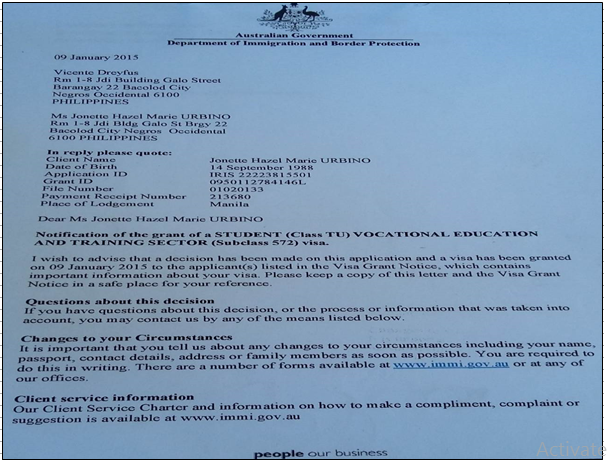 Australian Government
Department of Immigration and Border Protection
09 January 2015
Vicente Dreyfus
Rm 1-8 Jdi Building Galo Street
Barangay 22 Bacolod City
Negros Occidental 6100
PHILIPPINES
Ms Jonette Hazel Marie URBINO
Rm 1-8 Jdi Bldg Galo St Brgy 22
Bacolod City Negros Occidental
6100 PHILIPPINES
In reply please quote:
Client Name Jonette Hazel Marie URBINO
Date of Birth 14 September 1988
Application ID IRIS 22223815501
Grant ID 0950112784146L
File Number 01020133
Payment Receipt Number 213680
Place of Lodgement Manila
Dear Ms Jonette Hazel Marie URBINO
Notification of the grant of a STUDENT (Class TU) VOCATIONAL EDUCATION
AND TRAINING SECTOR (Subclass 572) visa.
I wish to advise that a decision has been made on this application and a visa has been granted
on 09 January 2015 to the applicant(s) listed in the Visa Grant Notice, which contains
important information about your visa. Please keep a copy of this letter and the Visa Grant
Notice in a safe place for your reference.
Questions about this decision
If you have questions about this decision, or the process or information that was taken into
account, you may contact us by any of the means listed below.
Changes to your Circumstances
It is important that you tell us about any changes to your circumstances including your name,
passport, contact details, address or family members as soon as possible. You are required to
do this in writing. There are a number of forms available at www.immi.gov.au or at any of
our offices.
Client service information
Our Client Service Charter and information on how to make a compliment, complaint or
suggestion is available at www.immi.gov.au
people our business
Activate